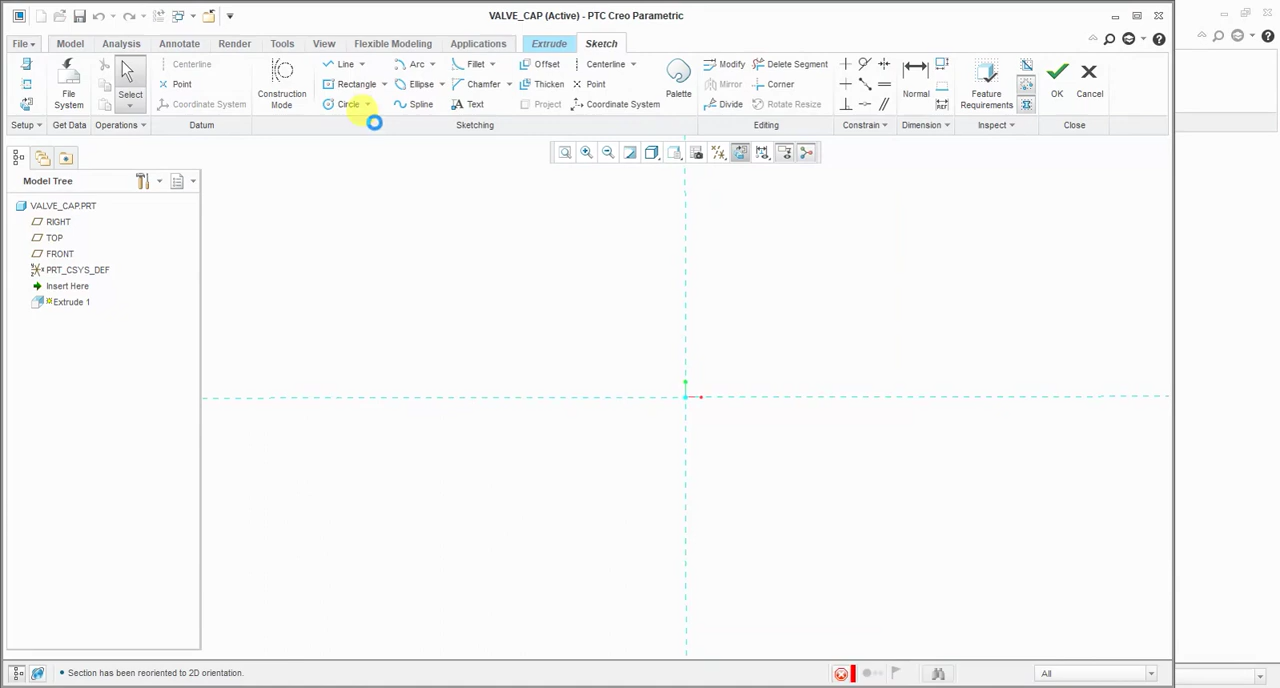 VALVE_CAP (Active) - PTC Creo Parametric
File Model Analysis Annotate Render Tools View Flexible Modeling Applications Extrude Sketch
Centerline Line Arc Fillet Offset Centerline Modify Delete Segment
Point Rectangle Ellipse Chamfer Thicken Point Mirror Corner
Coordinate System Circle Spline Text Project Coordinate System Divide Rotate Resize
File System
Select
Construction Mode
Palette
Normal
Feature Requirements
OK
Cancel
Setup Get Data Operations Datum Sketching Editing Constrain Dimension Inspect Close
Model Tree
VALVE_CAP.PRT
RIGHT
TOP
FRONT
PRT_CSYS_DEF
Insert Here
Extrude 1
Section has been reoriented to 2D orientation.
All